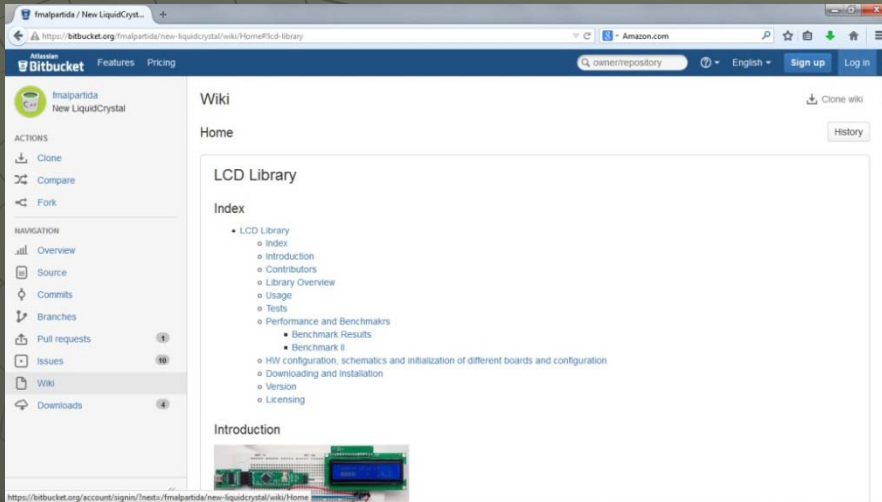 fmalpartida / New LiquidCryst...
https://bitbucket.org/fmalpartida/new-liquidcrystal/wiki/Home#!lcd-library
8 - Amazon.com
Atlassian
Bitbucket Features Pricing
owner/repository English Sign up Log in
fmalpartida
New LiquidCrystal
ACTIONS
Clone
Compare
Fork
NAVIGATION
Overview
Source
Commits
Branches
Pull requests 1
Issues 10
Wiki
Downloads 4
Wiki
Clone wiki
Home
History
LCD Library
Index
LCD Library
Index
Introduction
Contributors
Library Overview
Usage
Tests
Performance and Benchmakrs
Benchmark Results
Benchmark II
HW configuration, schematics and initialization of different boards and configuration
Downloading and Installation
Version
Licensing
Introduction
https://bitbucket.org/account/signin/?next=/fmalpartida/new-liquidcrystal/wiki/Home